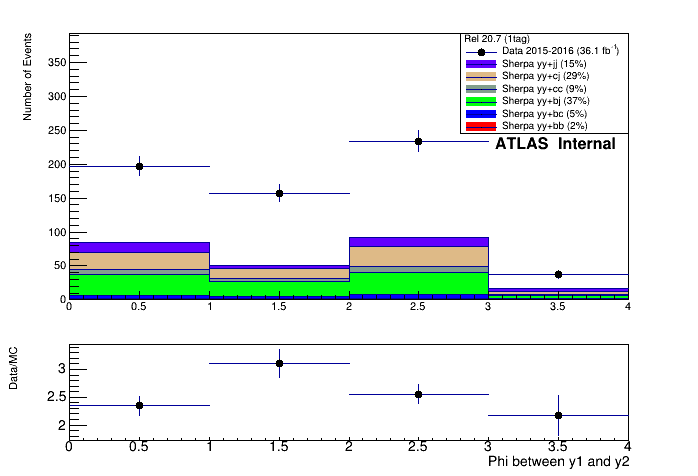 Rel 20.7 (1tag)
Data 2015-2016 (36.1 fb⁻¹)
Sherpa yy+jj (15%)
Sherpa yy+cj (29%)
Sherpa yy+cc (9%)
Sherpa yy+bj (37%)
Sherpa yy+bc (5%)
Sherpa yy+bb (2%)
ATLAS Internal
Number of Events
350
300
250
200
150
100
50
0
0 0.5 1 1.5 2 2.5 3 3.5 4
Data/MC
3
2.5
2
0 0.5 1 1.5 2 2.5 3 3.5 4
Phi between y1 and y2